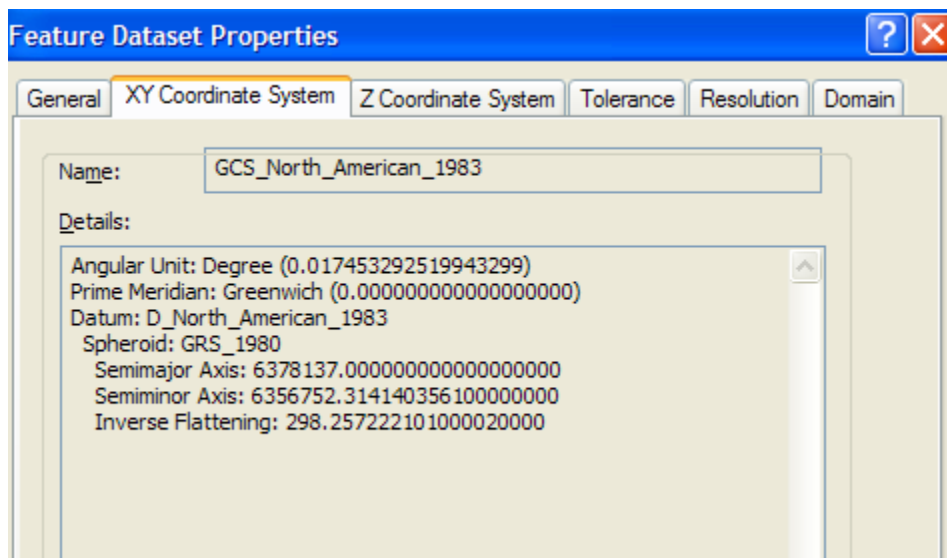 Feature Dataset Properties
General XY Coordinate System Z Coordinate System Tolerance Resolution Domain
Name: GCS_North_American_1983
Details:
Angular Unit: Degree (0.017453292519943299)
Prime Meridian: Greenwich (0.000000000000000000)
Datum: D_North_American_1983
Spheroid: GRS_1980
Semimajor Axis: 6378137.000000000000000000
Semiminor Axis: 6356752.314140356100000000
Inverse Flattening: 298.257222101000020000